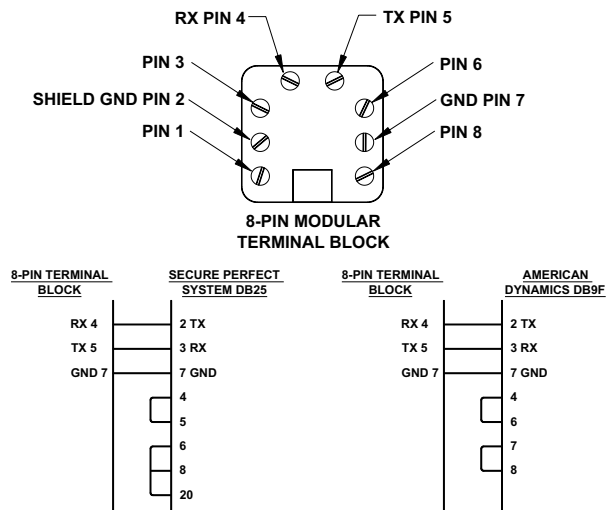 RX PIN 4
TX PIN 5
PIN 3
PIN 6
SHIELD GND PIN 2
GND PIN 7
PIN 1
PIN 8
8-PIN MODULAR
TERMINAL BLOCK
8-PIN TERMINAL
BLOCK
SECURE PERFECT
SYSTEM DB25
RX 4
2 TX
TX 5
3 RX
GND 7
7 GND
4
5
6
8
20
8-PIN TERMINAL
BLOCK
AMERICAN
DYNAMICS DB9F
RX 4
2 TX
TX 5
3 RX
GND 7
7 GND
4
6
7
8